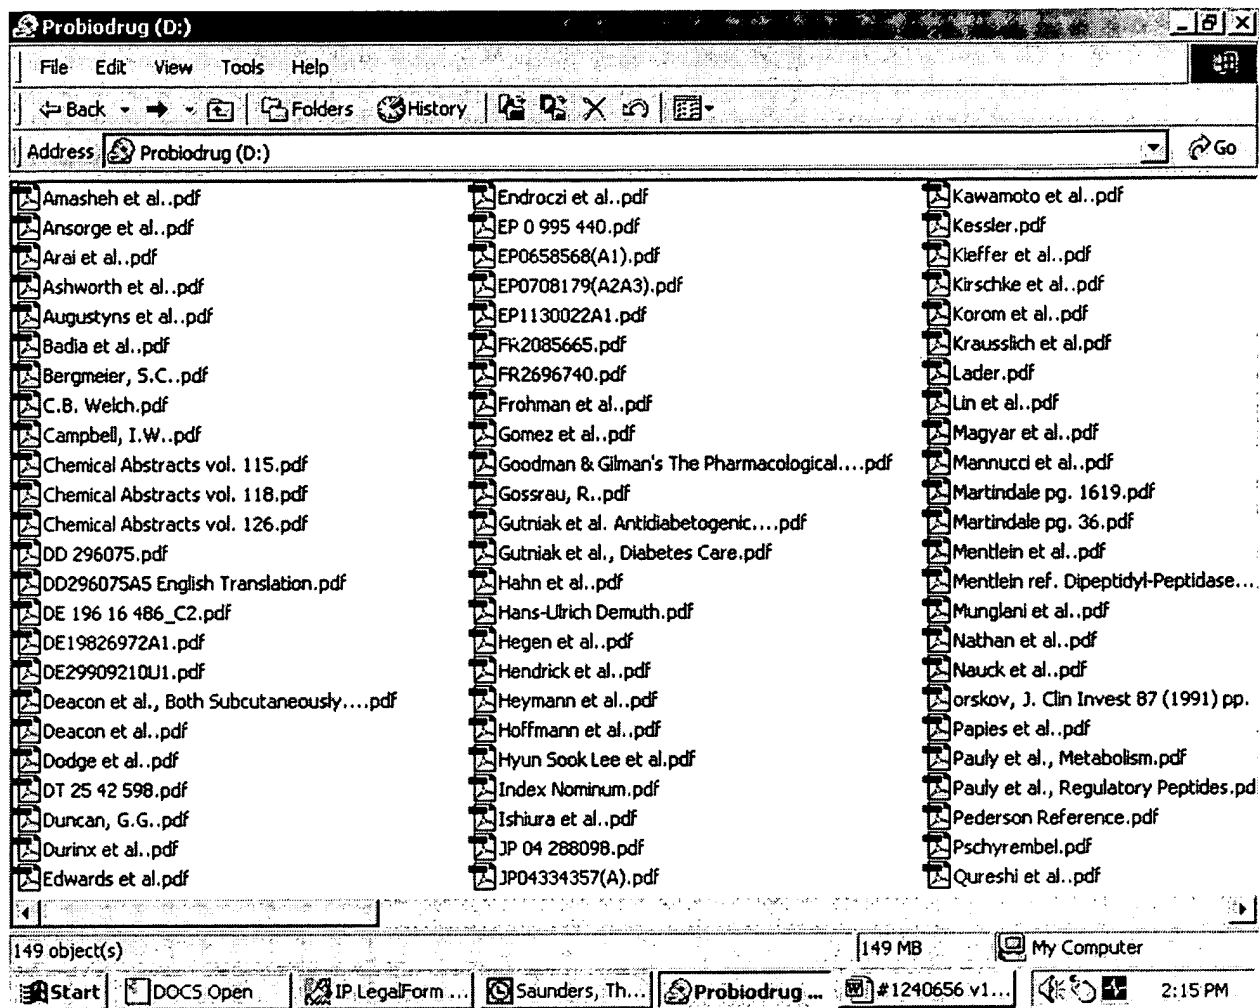 Probiodrug (D:)
File Edit View Tools Help
Back Folders History
Address Probiodrug (D:) Go
Amasheh et al..pdf
Ansorge et al..pdf
Arai et al..pdf
Ashworth et al..pdf
Augustyns et al..pdf
Badia et al..pdf
Bergmeier, S.C..pdf
C.B. Welch.pdf
Campbell, I.W..pdf
Chemical Abstracts vol. 115.pdf
Chemical Abstracts vol. 118.pdf
Chemical Abstracts vol. 126.pdf
DD 296075.pdf
DD296075A5 English Translation.pdf
DE 196 16 486_C2.pdf
DE19826972A1.pdf
DE29909210U1.pdf
Deacon et al., Both Subcutaneously....pdf
Deacon et al..pdf
Dodge et al..pdf
DT 25 42 598.pdf
Duncan, G.G..pdf
Durinx et al..pdf
Edwards et al.pdf
Endroczi et al..pdf
EP 0 995 440.pdf
EP0658568(A1).pdf
EP0708179(A2A3).pdf
EP1130022A1.pdf
FR2085665.pdf
FR2696740.pdf
Frohman et al..pdf
Gomez et al..pdf
Goodman & Gilman's The Pharmacological....pdf
Gossrau, R..pdf
Gutniak et al. Antidiabetogenic....pdf
Gutniak et al., Diabetes Care.pdf
Hahn et al..pdf
Hans-Ulrich Demuth.pdf
Hegen et al..pdf
Hendrick et al..pdf
Heymann et al..pdf
Hoffmann et al..pdf
Hyun Sook Lee et al.pdf
Index Nominum.pdf
Ishiura et al..pdf
JP 04 288098.pdf
JP04334357(A).pdf
Kawamoto et al..pdf
Kessler.pdf
Kieffer et al..pdf
Kirschke et al..pdf
Korom et al..pdf
Krausslich et al.pdf
Lader.pdf
Lin et al..pdf
Magyar et al..pdf
Mannucci et al..pdf
Martindale pg. 1619.pdf
Martindale pg. 36.pdf
Mentlein et al..pdf
Mentlein ref. Dipeptidyl-Peptidase...
Munglani et al..pdf
Nathan et al..pdf
Nauck et al..pdf
orskov, J. Clin Invest 87 (1991) pp.
Papies et al..pdf
Pauly et al., Metabolism.pdf
Pauly et al., Regulatory Peptides.pd
Pederson Reference.pdf
Pschyrembel.pdf
Qureshi et al..pdf
149 object(s) 149 MB My Computer
Start DOCS Open IP LegalForm ... Saunders, Th... Probiodrug ... #1240656 v1... 2:15 PM